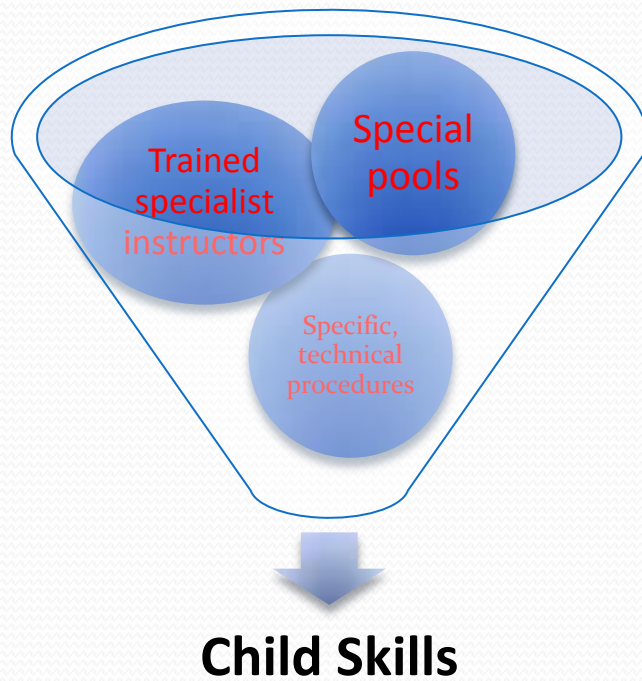 Trained
specialist
instructors
Special
pools
Specific,
technical
procedures
Child Skills